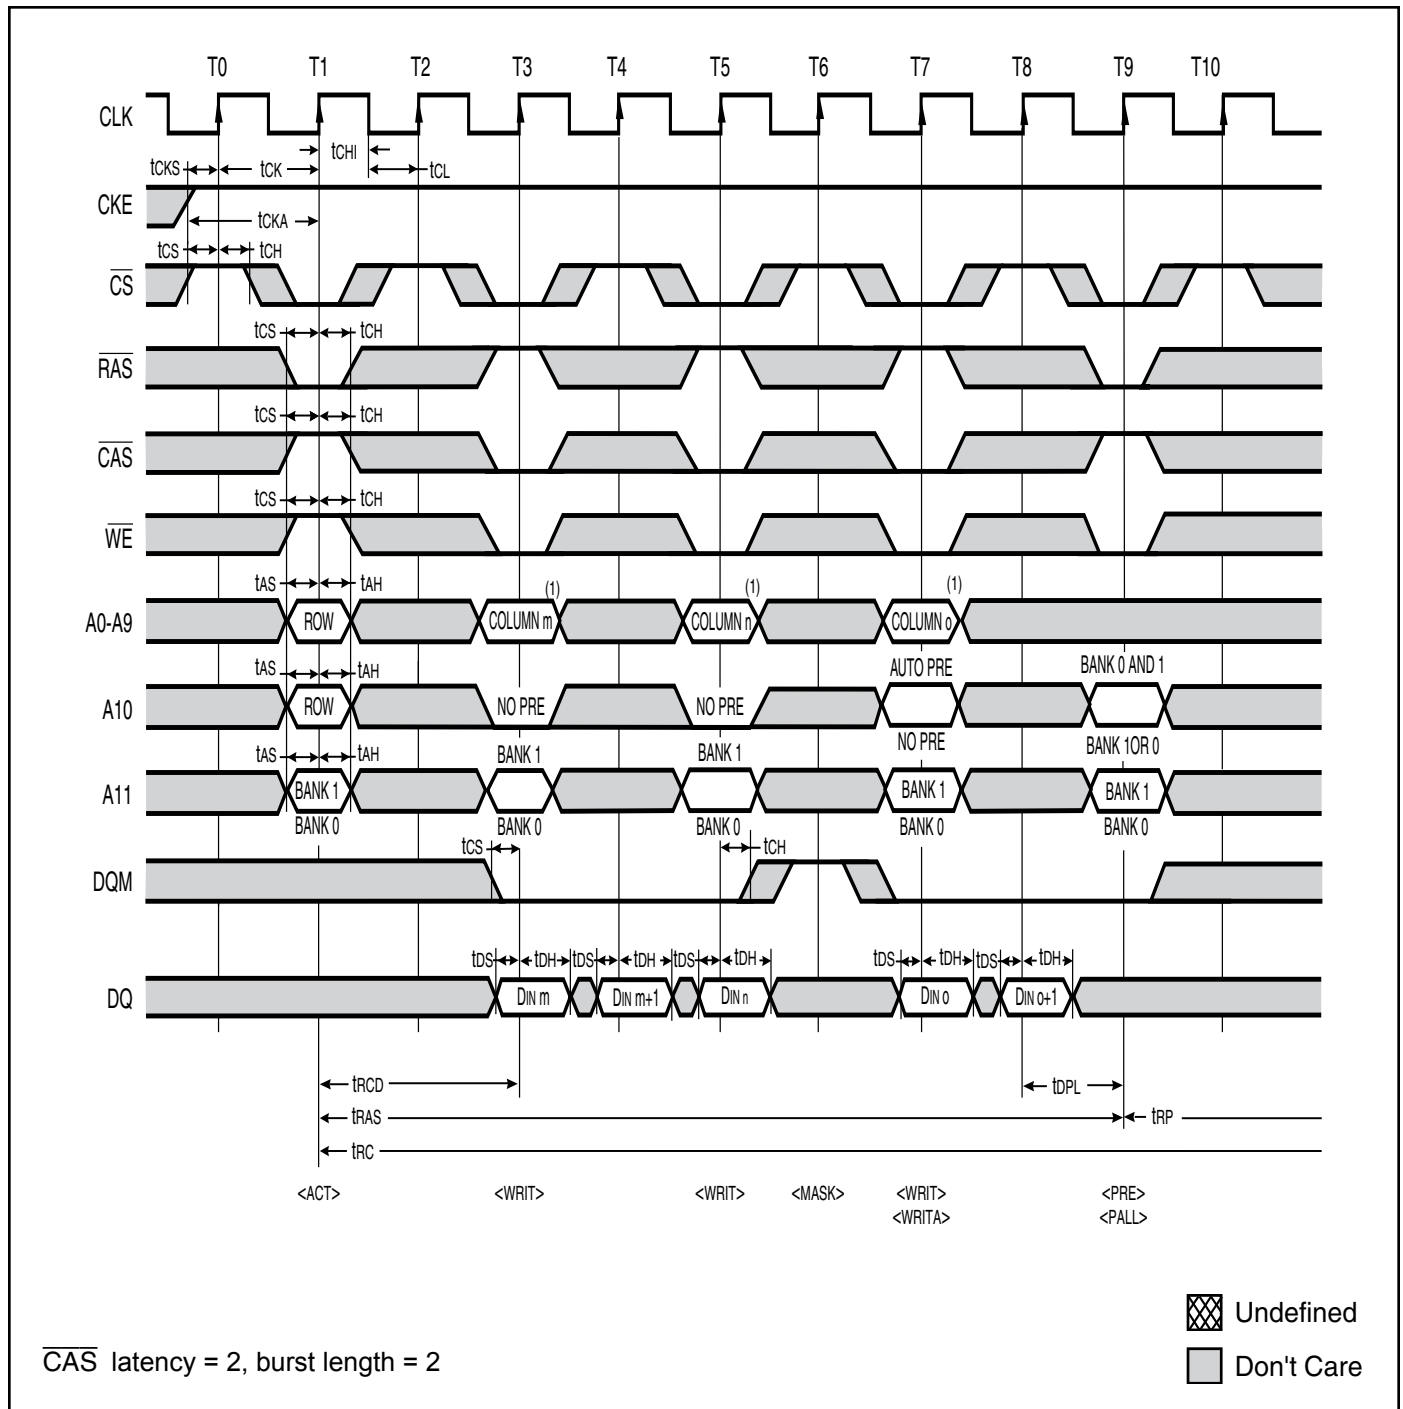 T0 T1 T2 T3 T4 T5 T6 T7 T8 T9 T10
CLK
tCHI
tCKS tCK tCL
CKE
tCKA
tCS tCH
CS
tCS tCH
RAS
tCS tCH
CAS
tCS tCH
WE
tAS tAH (1) (1) (1)
A0-A9 ROW COLUMN m COLUMN n COLUMN o
tAS tAH AUTO PRE BANK 0 AND 1
A10 ROW NO PRE NO PRE
NO PRE BANK 1OR 0
tAS tAH BANK 1 BANK 1
A11 BANK 1 BANK 1 BANK 1
BANK 0 BANK 0 BANK 0 BANK 0 BANK 0
tCS tCH
DQM
tDS tDH tDS tDH tDS tDH tDS tDH tDS tDH
DQ DIN m DIN m+1 DIN n DIN o DIN o+1
tRCD tDPL
tRAS tRP
tRC
<ACT> <WRIT> <WRIT> <MASK> <WRIT> <PRE>
<WRITA> <PALL>
Undefined
CAS latency = 2, burst length = 2
Don't Care